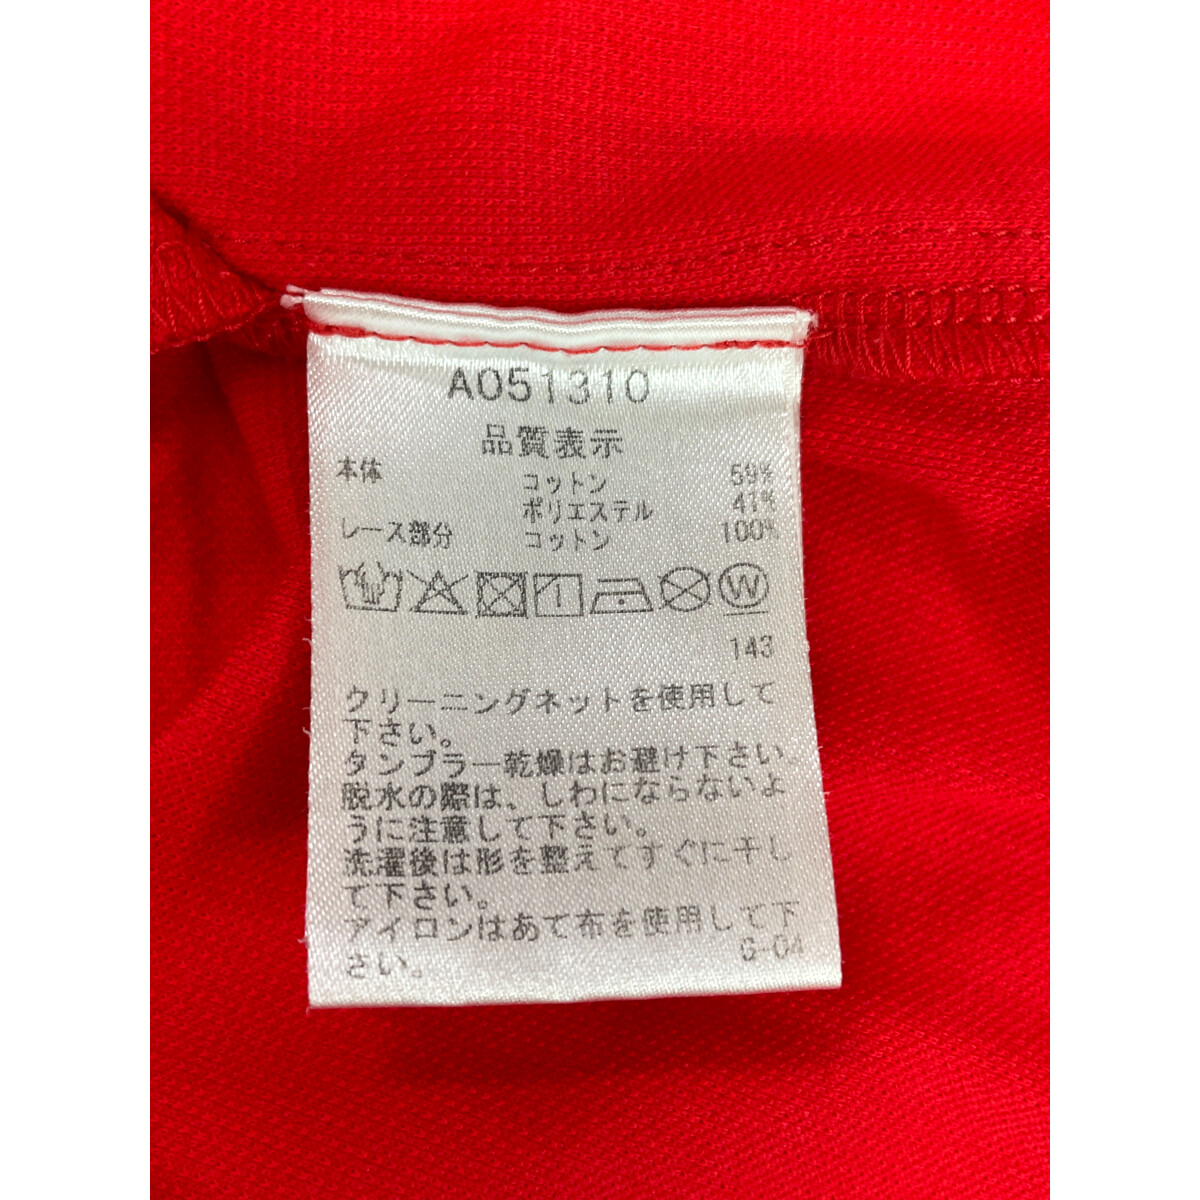 A051310
品質表示
本体 コットン 59%
ポリエステル 41%
レース部分 コットン 100%
W
143
クリーニングネットを使用して
下さい。
タンブラー乾燥はお避け下さい
脱水の際は、しわにならないよ
うに注意して下さい。
洗濯後は形を整えてすぐに干し
て下さい。
アイロンはあて布を使用して下
さい。
G-04